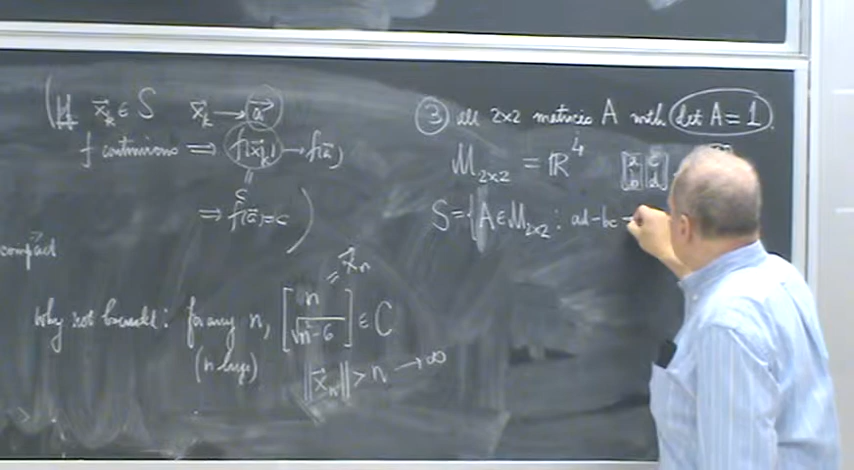 (If x⃗ₖ ∈ S x⃗ₖ → a⃗
f continuous ⇒ f(x⃗ₖ) → f(a⃗)
"
c
⇒ f(a⃗) = c )
compact
why not bounded: for any n, [n √n²-6] ∈ C
= x⃗ₙ
(n large)
||x⃗ₙ|| > n → ∞
③ all 2x2 matrices A with det A = 1
M₂ₓ₂ = ℝ⁴ [a c b d]
S = { A ∈ M₂ₓ₂ : ad - bc =